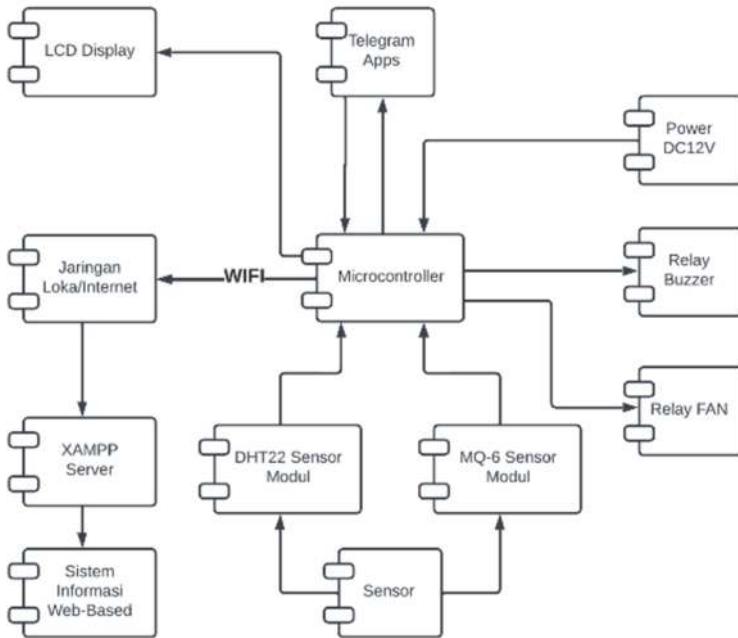 LCD Display
Telegram
Apps
Power
DC12V
Jaringan
Loka/Internet
WIFI
Microcontroller
Relay
Buzzer
Relay FAN
XAMPP
Server
DHT22 Sensor
Modul
MQ-6 Sensor
Modul
Sistem
Informasi
Web-Based
Sensor